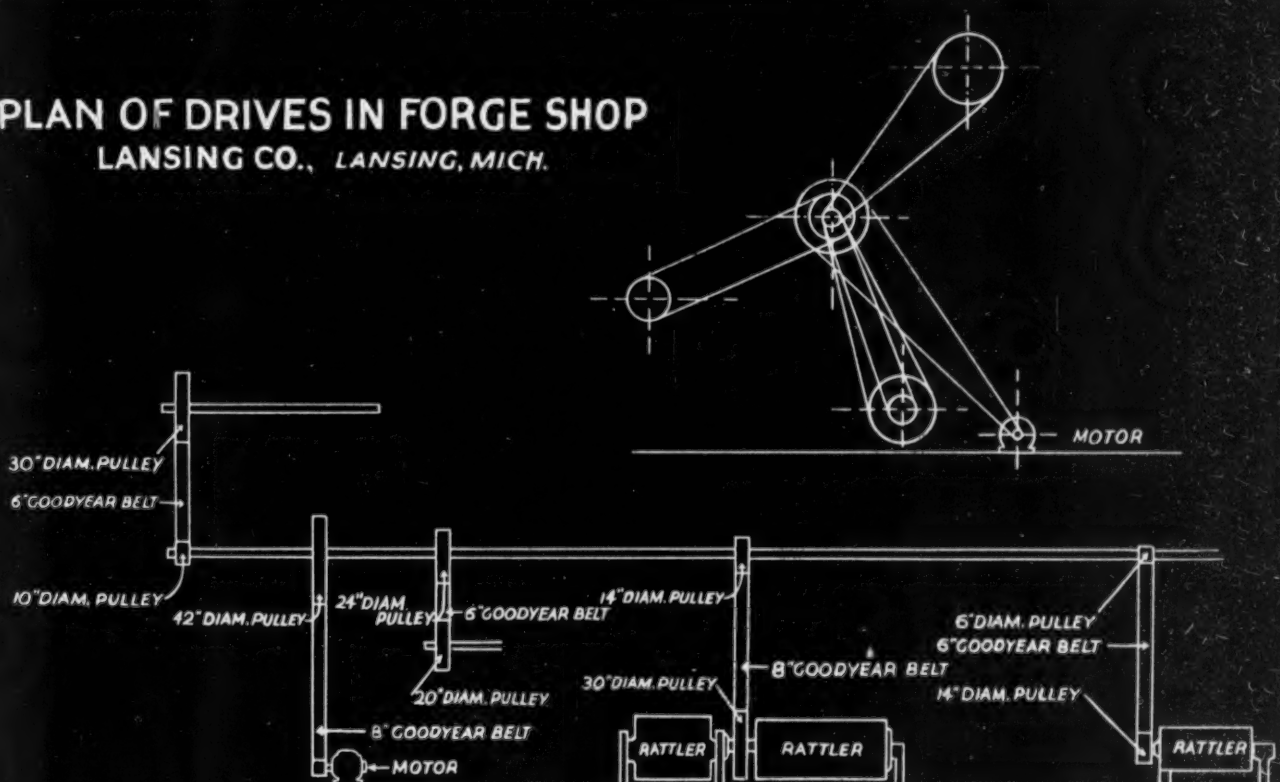 PLAN OF DRIVES IN FORGE SHOP
LANSING CO., LANSING, MICH.
MOTOR
30" DIAM. PULLEY
6" GOODYEAR BELT
10" DIAM. PULLEY
42" DIAM. PULLEY
24" DIAM.
PULLEY
6" GOODYEAR BELT
14" DIAM. PULLEY
6" DIAM. PULLEY
6" GOODYEAR BELT
8" GOODYEAR BELT
30" DIAM. PULLEY
14" DIAM. PULLEY
20" DIAM. PULLEY
8" GOODYEAR BELT
MOTOR
RATTLER
RATTLER
RATTLER